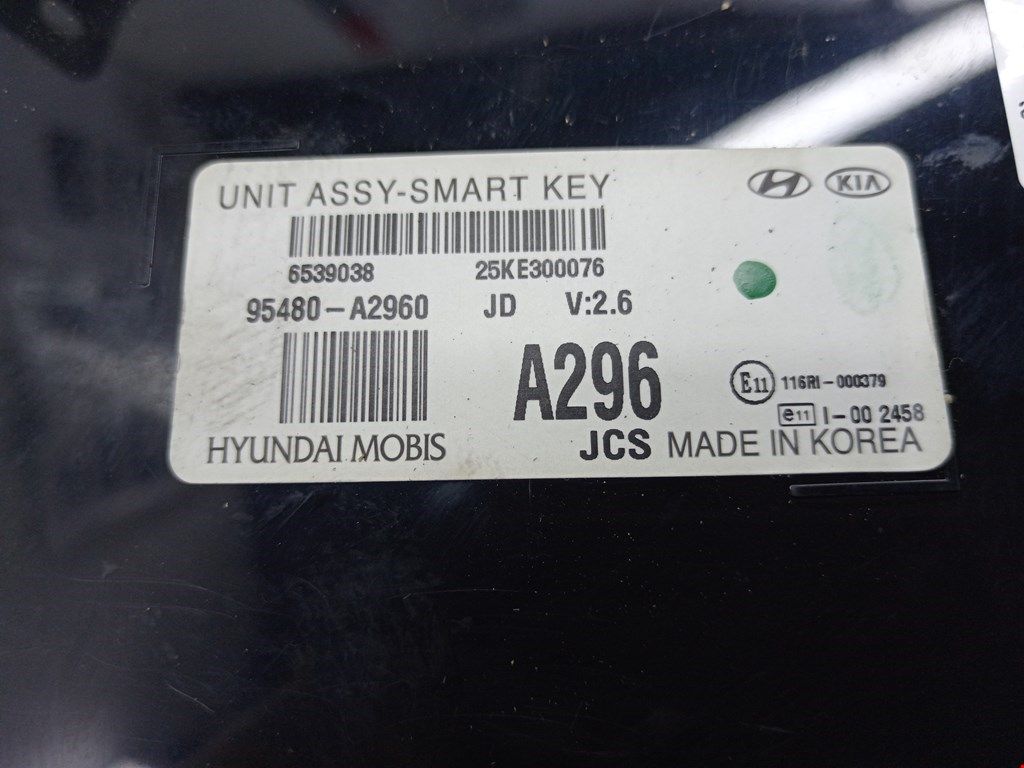 UNIT ASSY-SMART KEY
KIA
6539038 25KE300076
95480-A2960 JD V:2.6
A296
E11 116RI-000379
e11 I-00 2458
HYUNDAI MOBIS JCS MADE IN KOREA